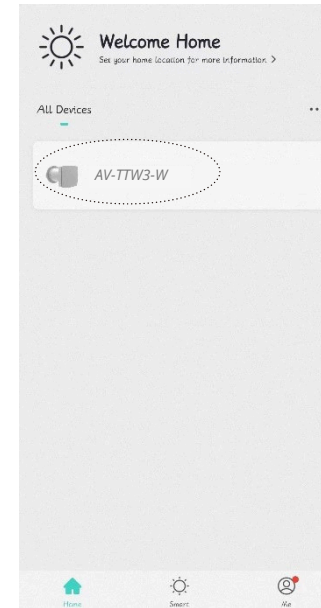 Welcome Home
Set your home location for more information >
All Devices
AV-TTW3-W
Home
Smart
Me